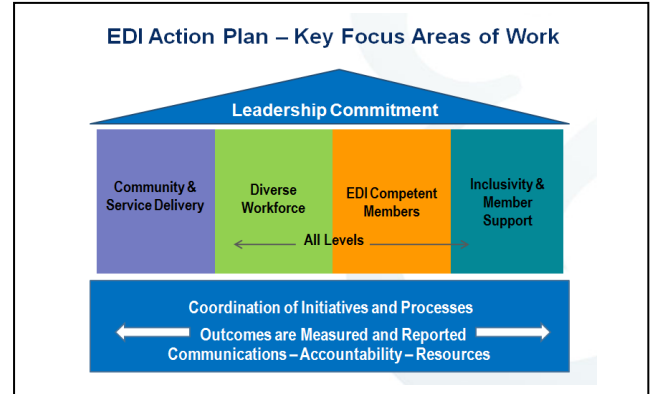 EDI Action Plan – Key Focus Areas of Work
Leadership Commitment
Community &
Service Delivery
Diverse
Workforce
EDI Competent
Members
Inclusivity &
Member
Support
All Levels
Coordination of Initiatives and Processes
Outcomes are Measured and Reported
Communications – Accountability – Resources